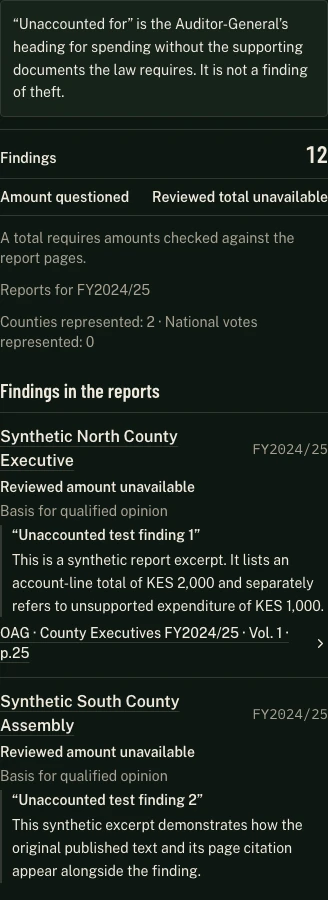 “Unaccounted for” is the Auditor-General’s
heading for spending without the supporting
documents the law requires. It is not a finding
of theft.
Findings 12
Amount questioned Reviewed total unavailable
A total requires amounts checked against the
report pages.
Reports for FY2024/25
Counties represented: 2 · National votes
represented: 0
Findings in the reports
Synthetic North County
Executive
FY2024/25
Reviewed amount unavailable
Basis for qualified opinion
“Unaccounted test finding 1”
This is a synthetic report excerpt. It lists an
account-line total of KES 2,000 and separately
refers to unsupported expenditure of KES 1,000.
OAG · County Executives FY2024/25 · Vol. 1 ·
p.25
Synthetic South County
Assembly
FY2024/25
Reviewed amount unavailable
Basis for qualified opinion
“Unaccounted test finding 2”
This synthetic excerpt demonstrates how the
original published text and its page citation
appear alongside the finding.